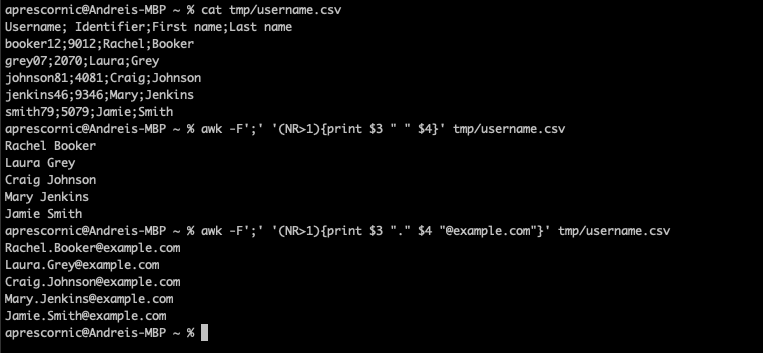 aprescornic@Andreis-MBP ~ % cat tmp/username.csv
Username; Identifier;First name;Last name
booker12;9012;Rachel;Booker
grey07;2070;Laura;Grey
johnson81;4081;Craig;Johnson
jenkins46;9346;Mary;Jenkins
smith79;5079;Jamie;Smith
aprescornic@Andreis-MBP ~ % awk -F';' '(NR>1){print $3 " " $4}' tmp/username.csv
Rachel Booker
Laura Grey
Craig Johnson
Mary Jenkins
Jamie Smith
aprescornic@Andreis-MBP ~ % awk -F';' '(NR>1){print $3 "." $4 "@example.com"}' tmp/username.csv
Rachel.Booker@example.com
Laura.Grey@example.com
Craig.Johnson@example.com
Mary.Jenkins@example.com
Jamie.Smith@example.com
aprescornic@Andreis-MBP ~ %